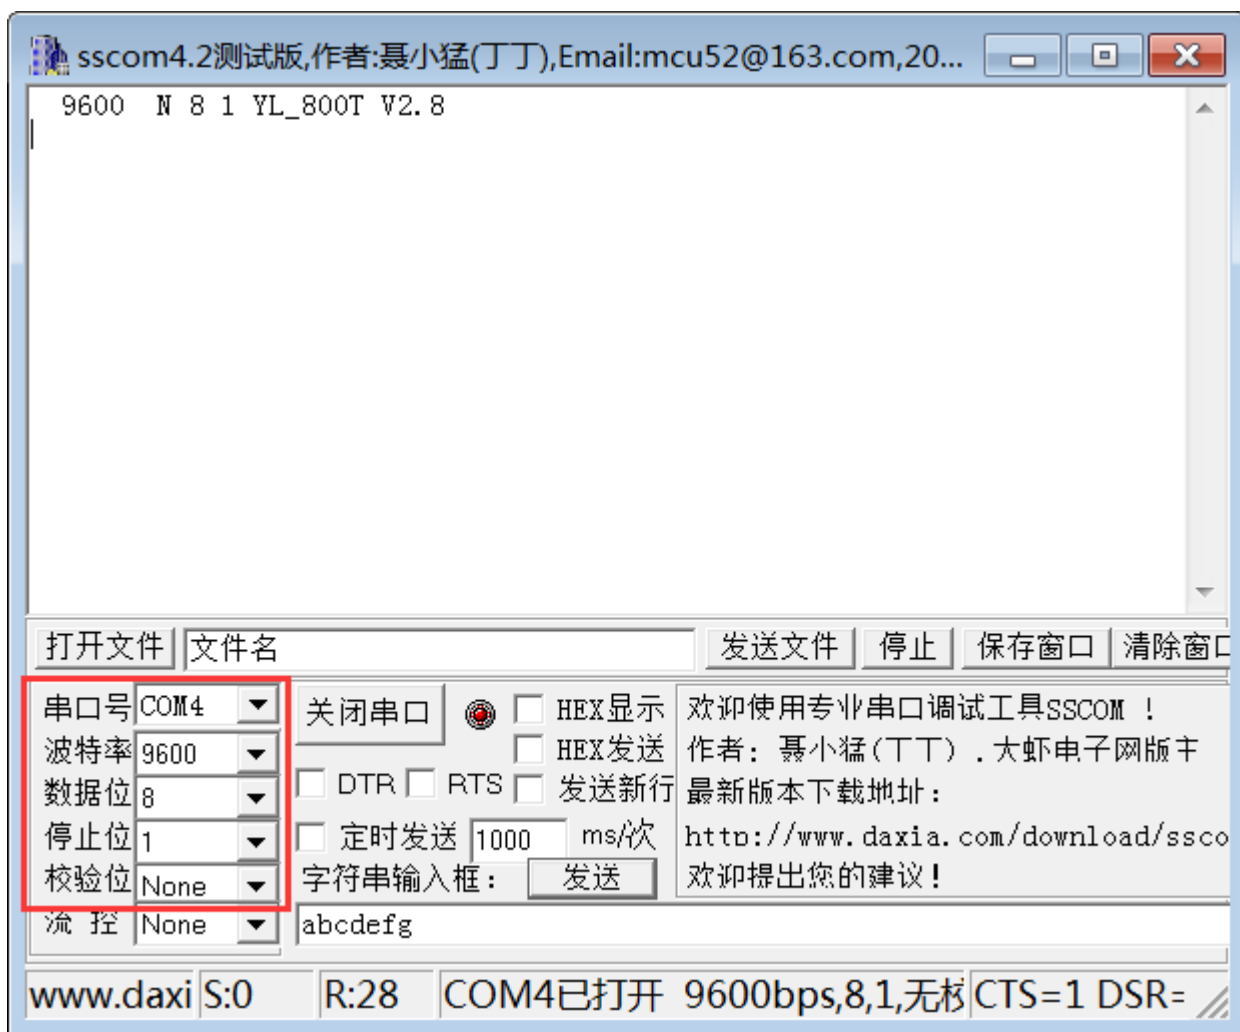 sscom4.2测试版,作者:聂小猛(丁丁),Email:mcu52@163.com,20...
9600 N 8 1 YL_800T V2.8
打开文件 文件名 发送文件 停止 保存窗口 清除窗口
串口号 COM4 关闭串口 HEX显示 欢迎使用专业串口调试工具SSCOM !
波特率 9600 HEX发送 作者: 聂小猛(丁丁) . 大虾电子网版主
数据位 8 DTR RTS 发送新行 最新版本下载地址:
停止位 1 定时发送 1000 ms/次 http://www.daxia.com/download/ssco
校验位 None 字符串输入框: 发送 欢迎提出您的建议!
流 控 None abcdefg
www.daxi S:0 R:28 COM4已打开 9600bps,8,1,无校 CTS=1 DSR=